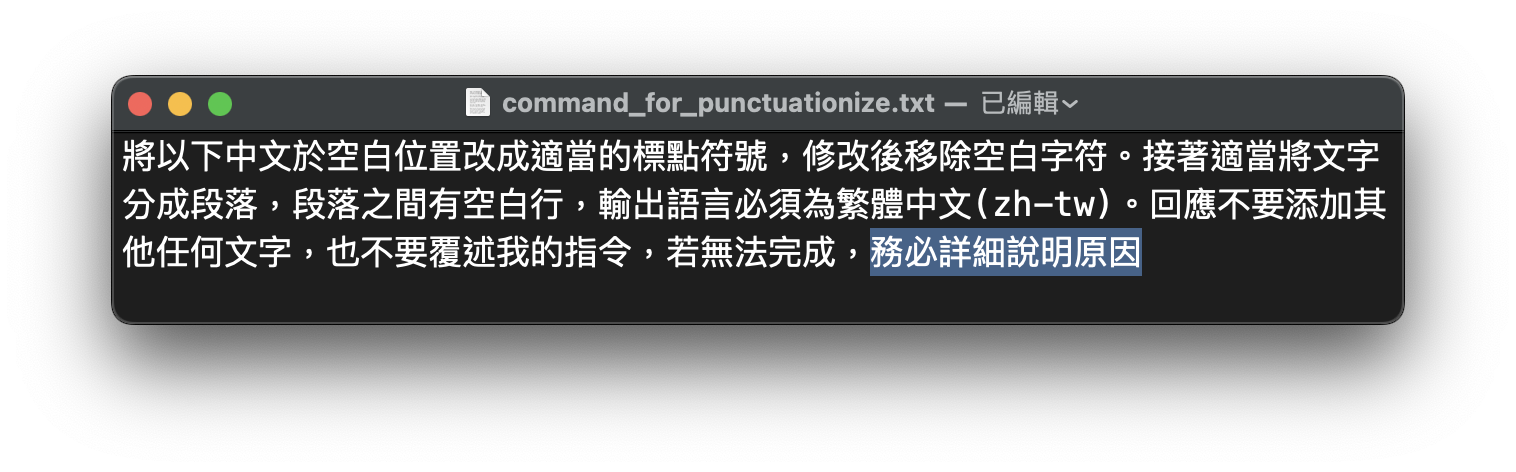 command_for_punctuationize.txt — 已編輯
將以下中文於空白位置改成適當的標點符號，修改後移除空白字符。接著適當將文字
分成段落，段落之間有空白行，輸出語言必須為繁體中文(zh-tw)。回應不要添加其
他任何文字，也不要覆述我的指令，若無法完成，務必詳細說明原因